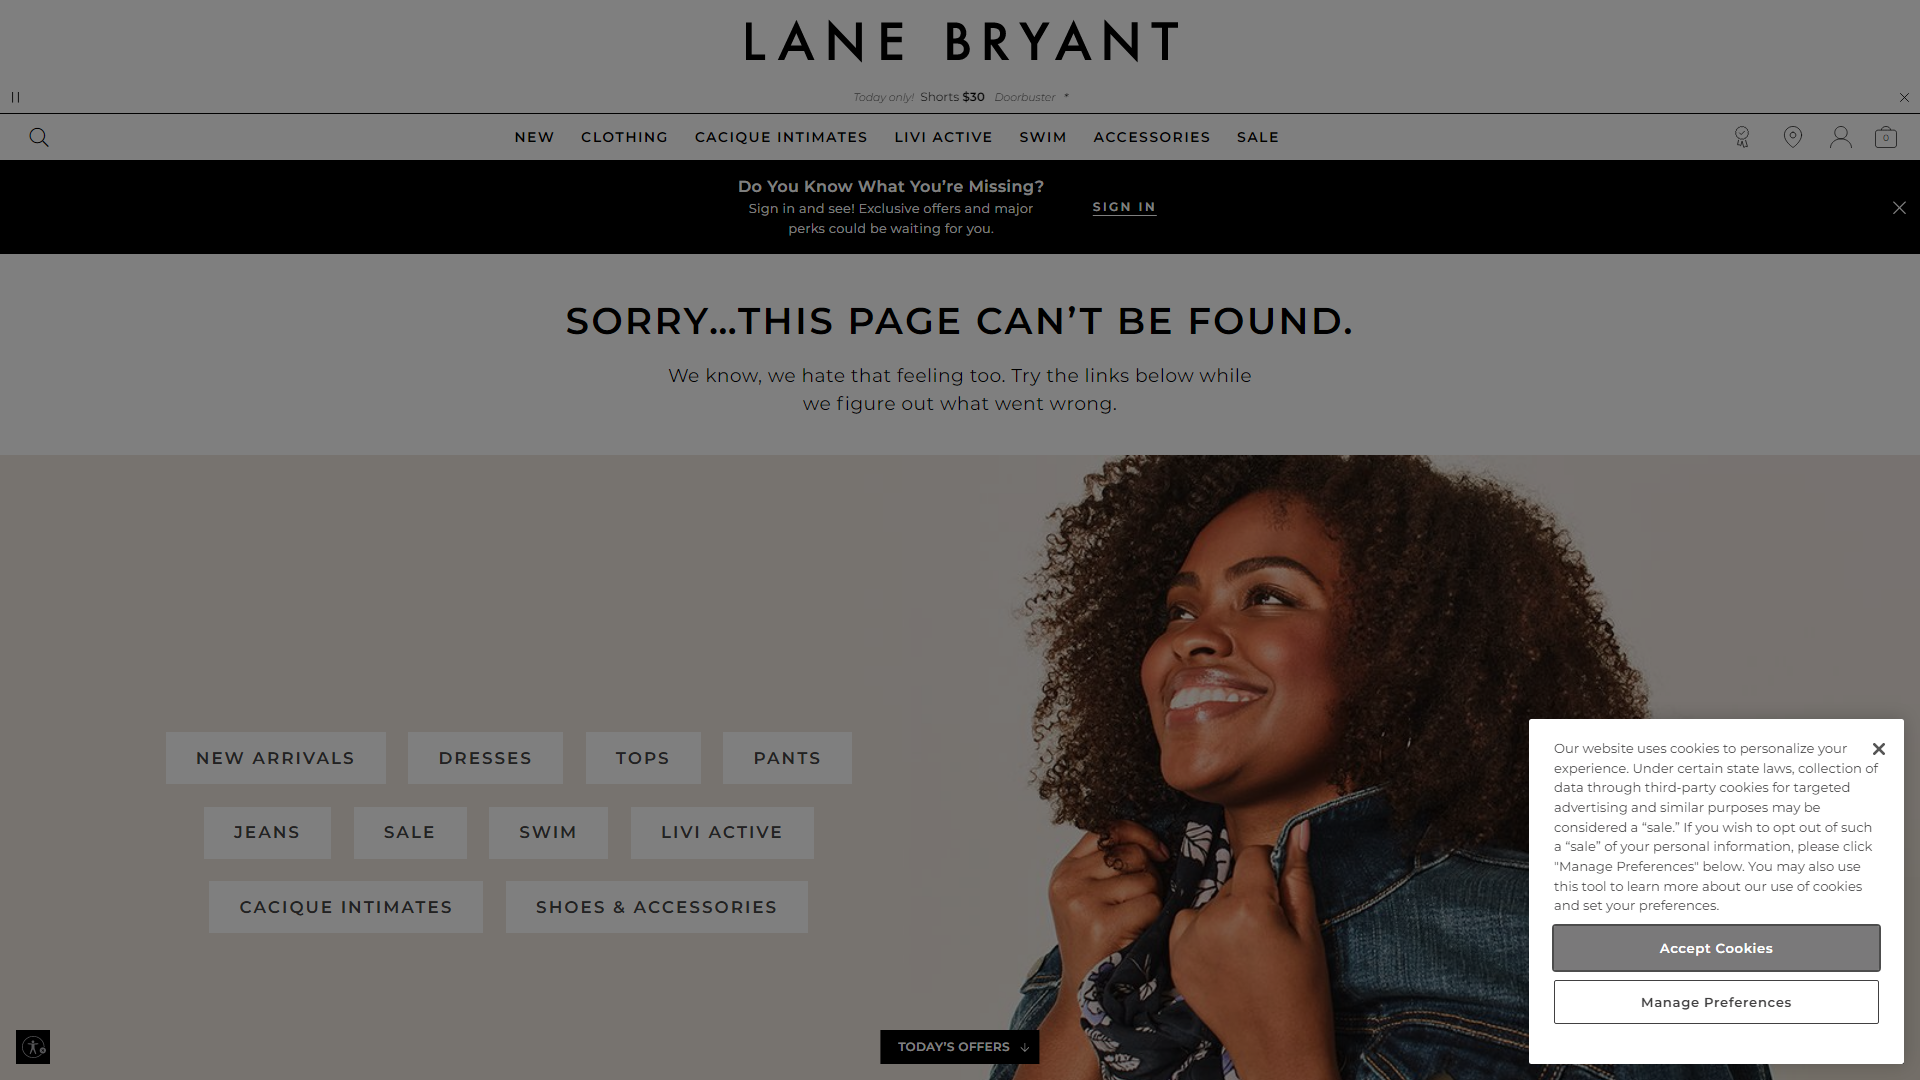 LANE BRYANT
Today only! Shorts $30 Doorbuster *
NEW CLOTHING CACIQUE INTIMATES LIVI ACTIVE SWIM ACCESSORIES SALE
0
Do You Know What You’re Missing?
Sign in and see! Exclusive offers and major
perks could be waiting for you.
SIGN IN
SORRY...THIS PAGE CAN’T BE FOUND.
We know, we hate that feeling too. Try the links below while
we figure out what went wrong.
NEW ARRIVALS DRESSES TOPS PANTS
JEANS SALE SWIM LIVI ACTIVE
CACIQUE INTIMATES SHOES & ACCESSORIES
TODAY’S OFFERS
Our website uses cookies to personalize your
experience. Under certain state laws, collection of
data through third-party cookies for targeted
advertising and similar purposes may be
considered a “sale.” If you wish to opt out of such
a “sale” of your personal information, please click
"Manage Preferences" below. You may also use
this tool to learn more about our use of cookies
and set your preferences.
Accept Cookies
Manage Preferences